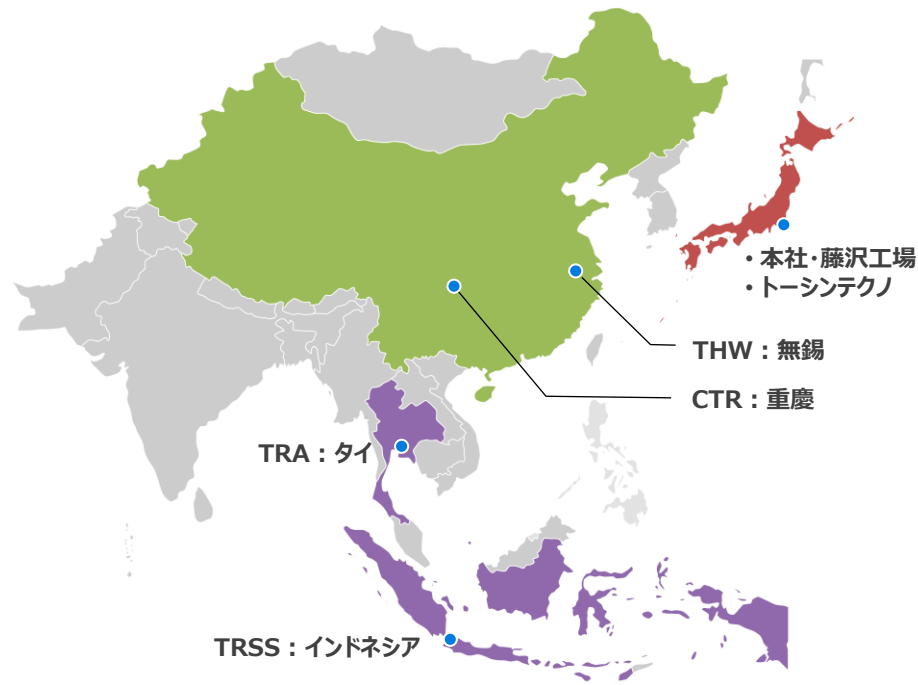 ・本社・藤沢工場
・トーシンテクノ
THW：無錫
CTR：重慶
TRA：タイ
TRSS：インドネシア